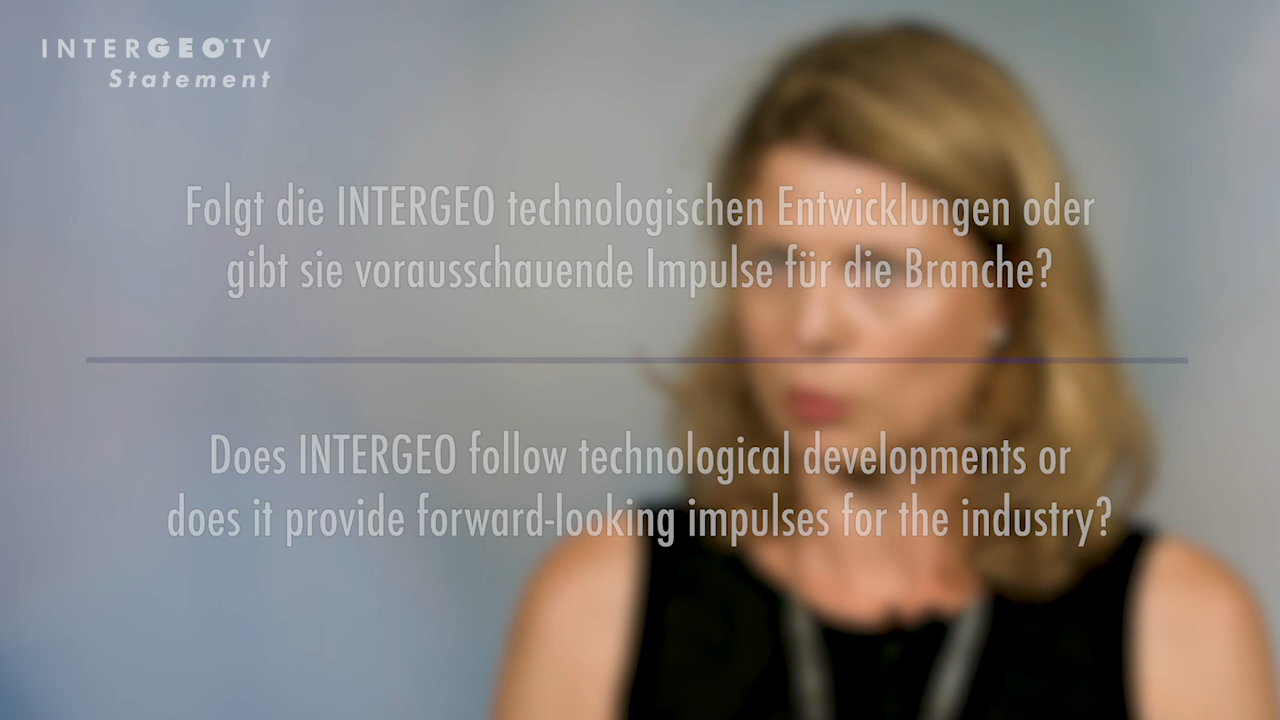 INTERGEO TV
Statement
Folgt die INTERGEO technologischen Entwicklungen oder
gibt sie vorausschauende Impulse für die Branche?
Does INTERGEO follow technological developments or
does it provide forward-looking impulses for the industry?